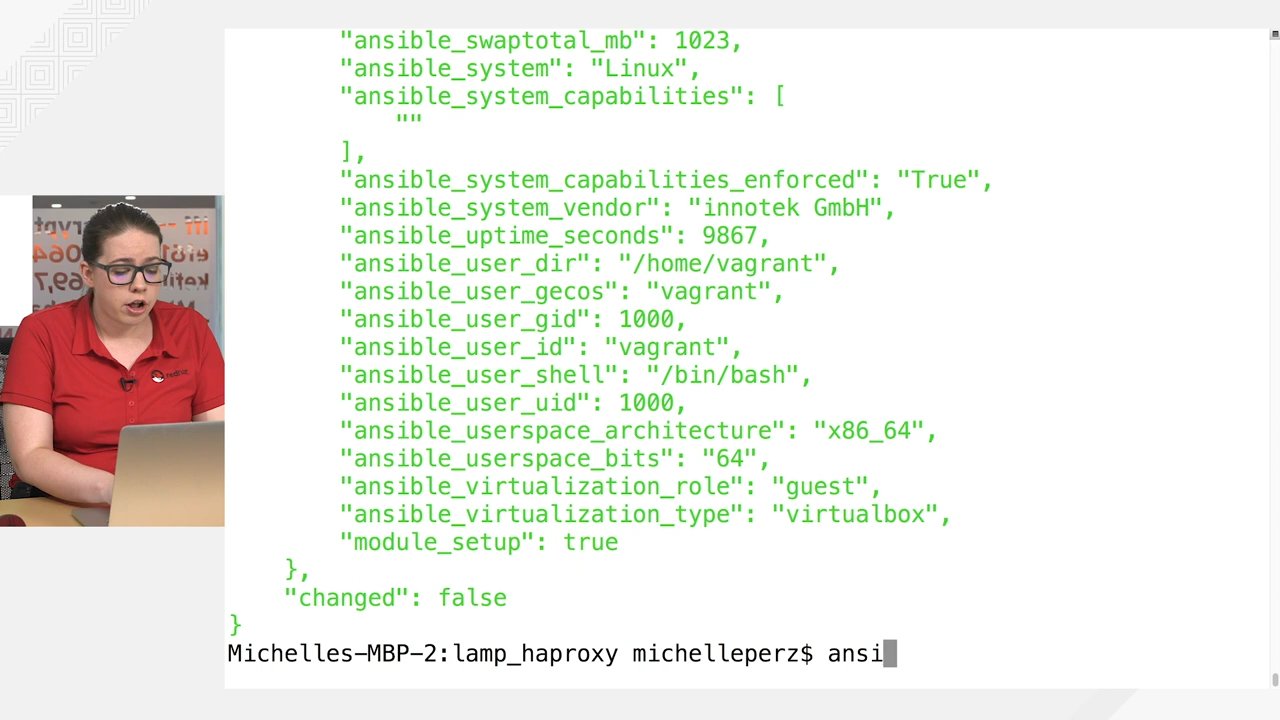 "ansible_swaptotal_mb": 1023,
"ansible_system": "Linux",
"ansible_system_capabilities": [
""
],
"ansible_system_capabilities_enforced": "True",
"ansible_system_vendor": "innotek GmbH",
"ansible_uptime_seconds": 9867,
"ansible_user_dir": "/home/vagrant",
"ansible_user_gecos": "vagrant",
"ansible_user_gid": 1000,
"ansible_user_id": "vagrant",
"ansible_user_shell": "/bin/bash",
"ansible_user_uid": 1000,
"ansible_userspace_architecture": "x86_64",
"ansible_userspace_bits": "64",
"ansible_virtualization_role": "guest",
"ansible_virtualization_type": "virtualbox",
"module_setup": true
},
"changed": false
}
Michelles-MBP-2:lamp_haproxy michelleperz$ ansi